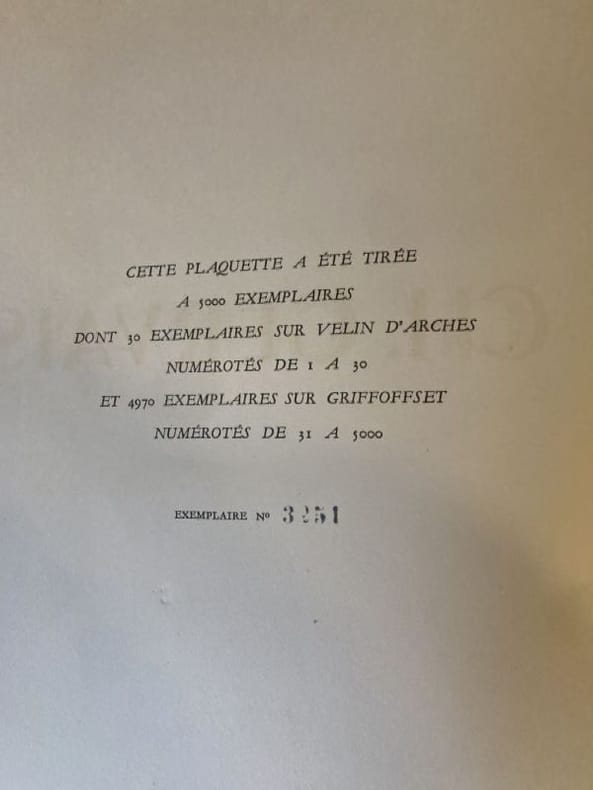 CETTE PLAQUETTE A ÉTÉ TIRÉE
A 5000 EXEMPLAIRES
DONT 30 EXEMPLAIRES SUR VELIN D'ARCHES
NUMÉROTÉS DE 1 A 30
ET 4970 EXEMPLAIRES SUR GRIFFOFFSET
NUMÉROTÉS DE 31 A 5000
EXEMPLAIRE Nº 3251